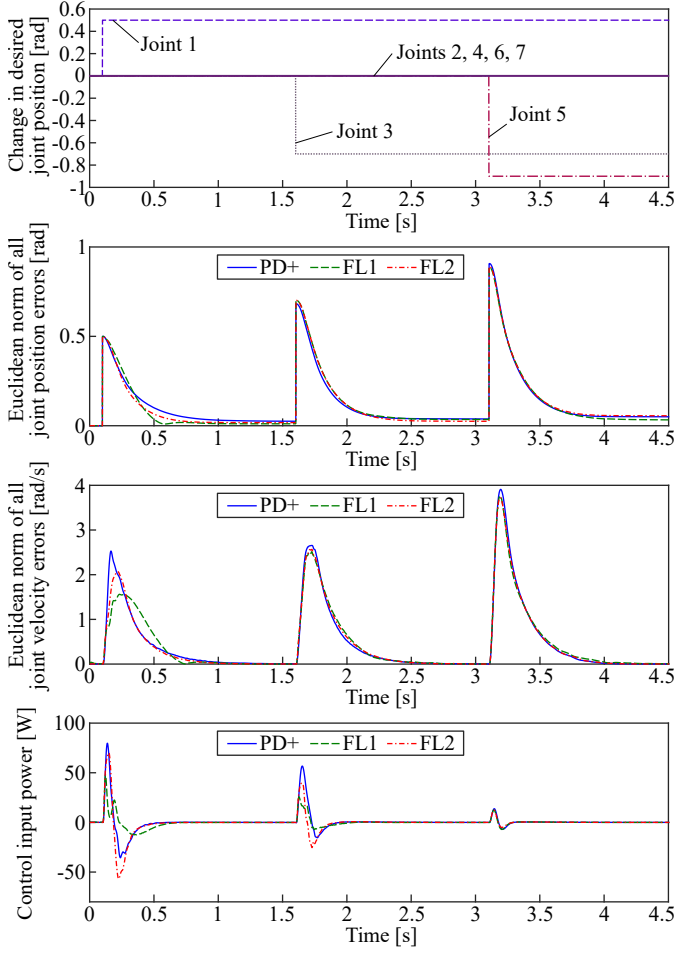 Change in desired
joint position [rad]
0.6
0.4
0.2
0
-0.2
-0.4
-0.6
-0.8
-1
Joint 1
Joints 2, 4, 6, 7
Joint 3
Joint 5
0 0.5 1 1.5 2 2.5 3 3.5 4 4.5
Time [s]
Euclidean norm of all
joint position errors [rad]
1
0.5
0
PD+ FL1 FL2
0 0.5 1 1.5 2 2.5 3 3.5 4 4.5
Time [s]
Euclidean norm of all
joint velocity errors [rad/s]
4
3
2
1
0
PD+ FL1 FL2
0 0.5 1 1.5 2 2.5 3 3.5 4 4.5
Time [s]
Control input power [W]
100
50
0
-50
PD+ FL1 FL2
0 0.5 1 1.5 2 2.5 3 3.5 4 4.5
Time [s]